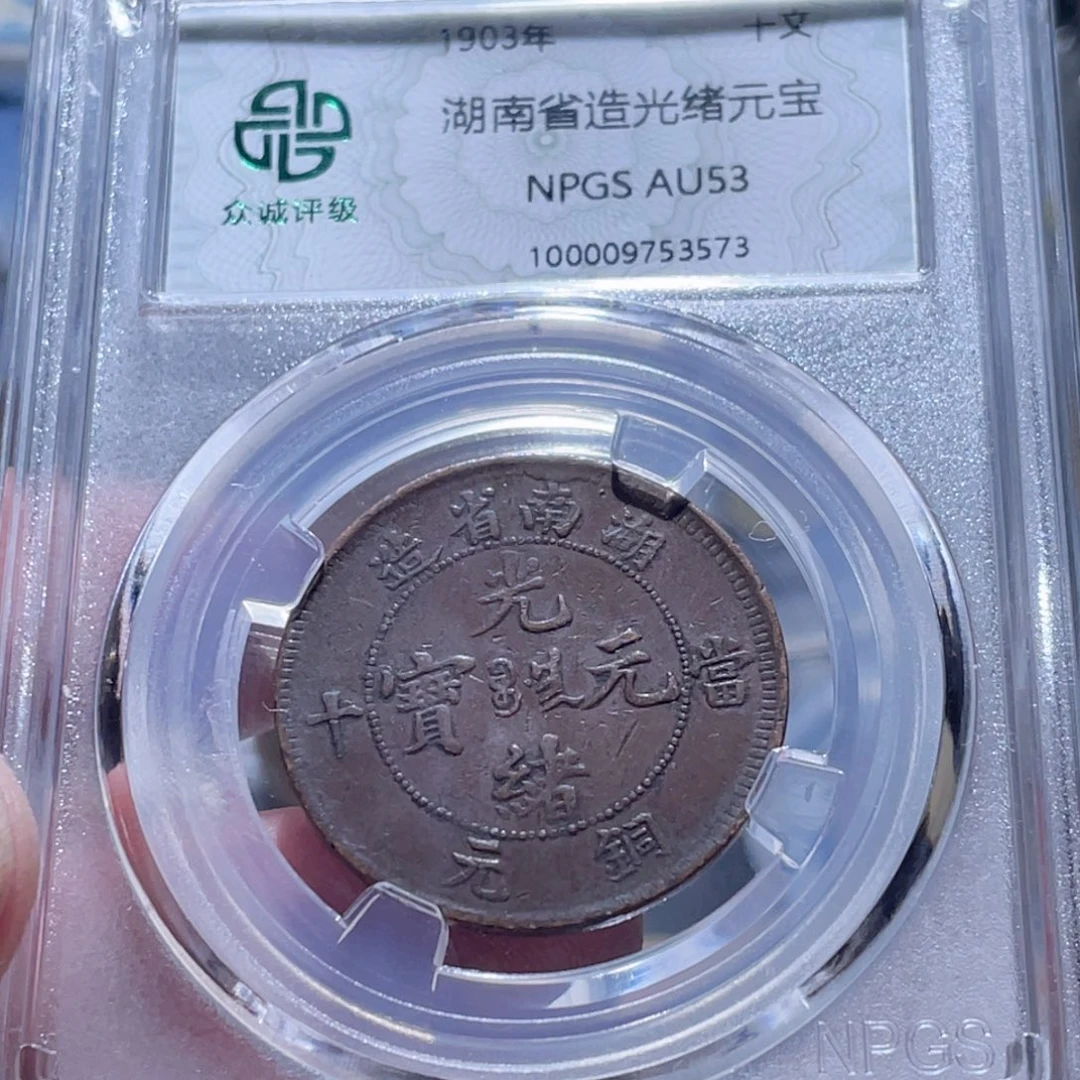 1903年 十文
湖南省造光绪元宝
NPGS AU53
100009753573
众诚评级
湖南省造
光緒元寶
當十
銅元
NPGS